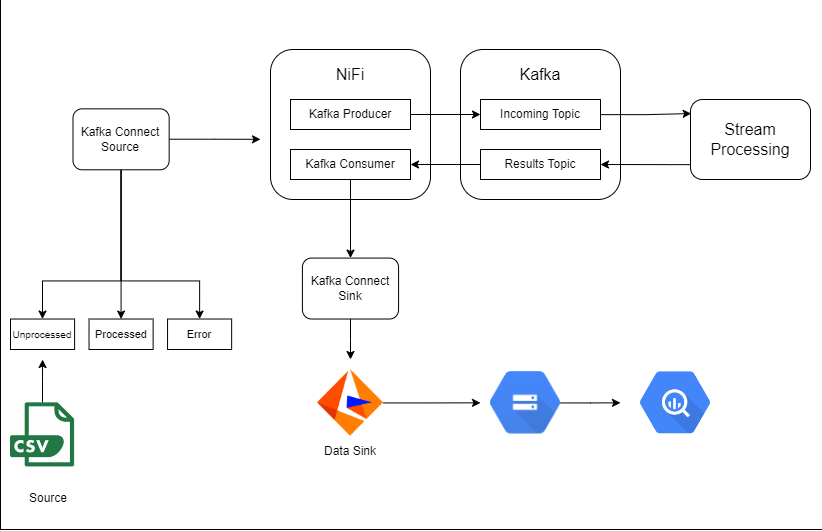 NiFi
Kafka
Kafka Producer
Incoming Topic
Kafka Connect
Source
Stream
Processing
Kafka Consumer
Results Topic
Kafka Connect
Sink
Unprocessed
Processed
Error
CSV
Data Sink
Source